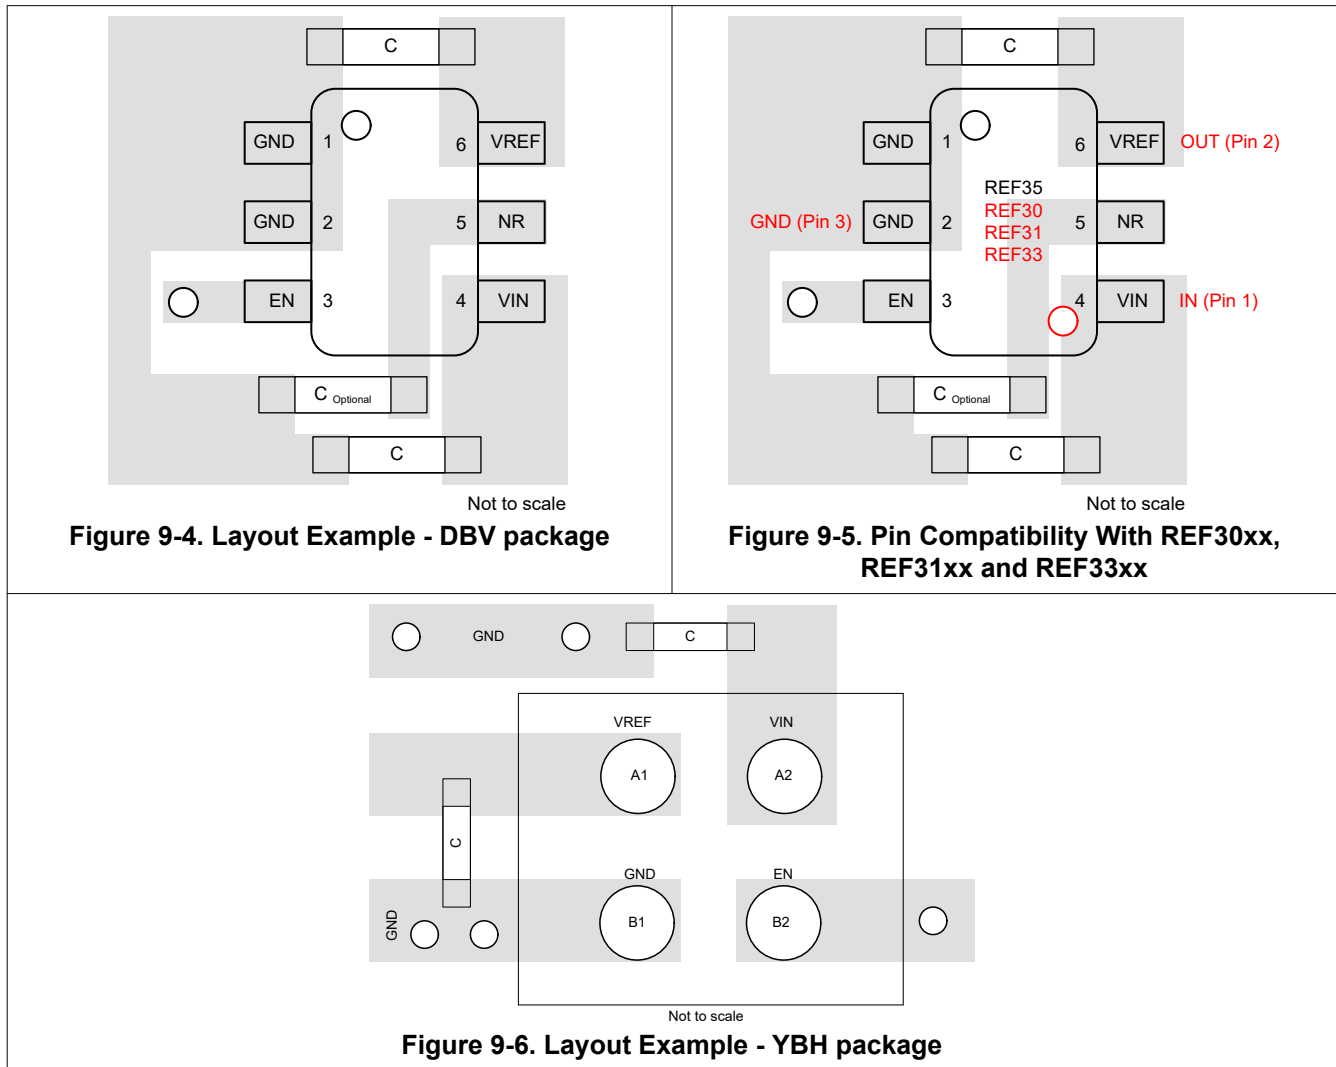 C
GND 1 6 VREF
GND 2 5 NR
EN 3 4 VIN
C Optional
C
Not to scale
Figure 9-4. Layout Example - DBV package
C
GND 1 6 VREF OUT (Pin 2)
REF35
GND (Pin 3) GND 2 REF30 5 NR
REF31
REF33
EN 3 4 VIN IN (Pin 1)
C Optional
C
Not to scale
Figure 9-5. Pin Compatibility With REF30xx,
REF31xx and REF33xx
GND C
VREF VIN
A1 A2
C
GND EN
GND B1 B2
Not to scale
Figure 9-6. Layout Example - YBH package